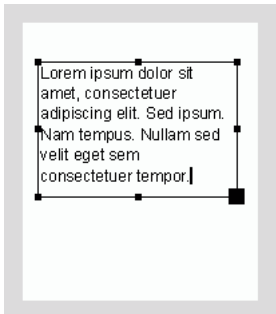 Lorem ipsum dolor sit
amet, consectetuer
adipiscing elit. Sed ipsum.
Nam tempus. Nullam sed
velit eget sem
consectetuer tempor.